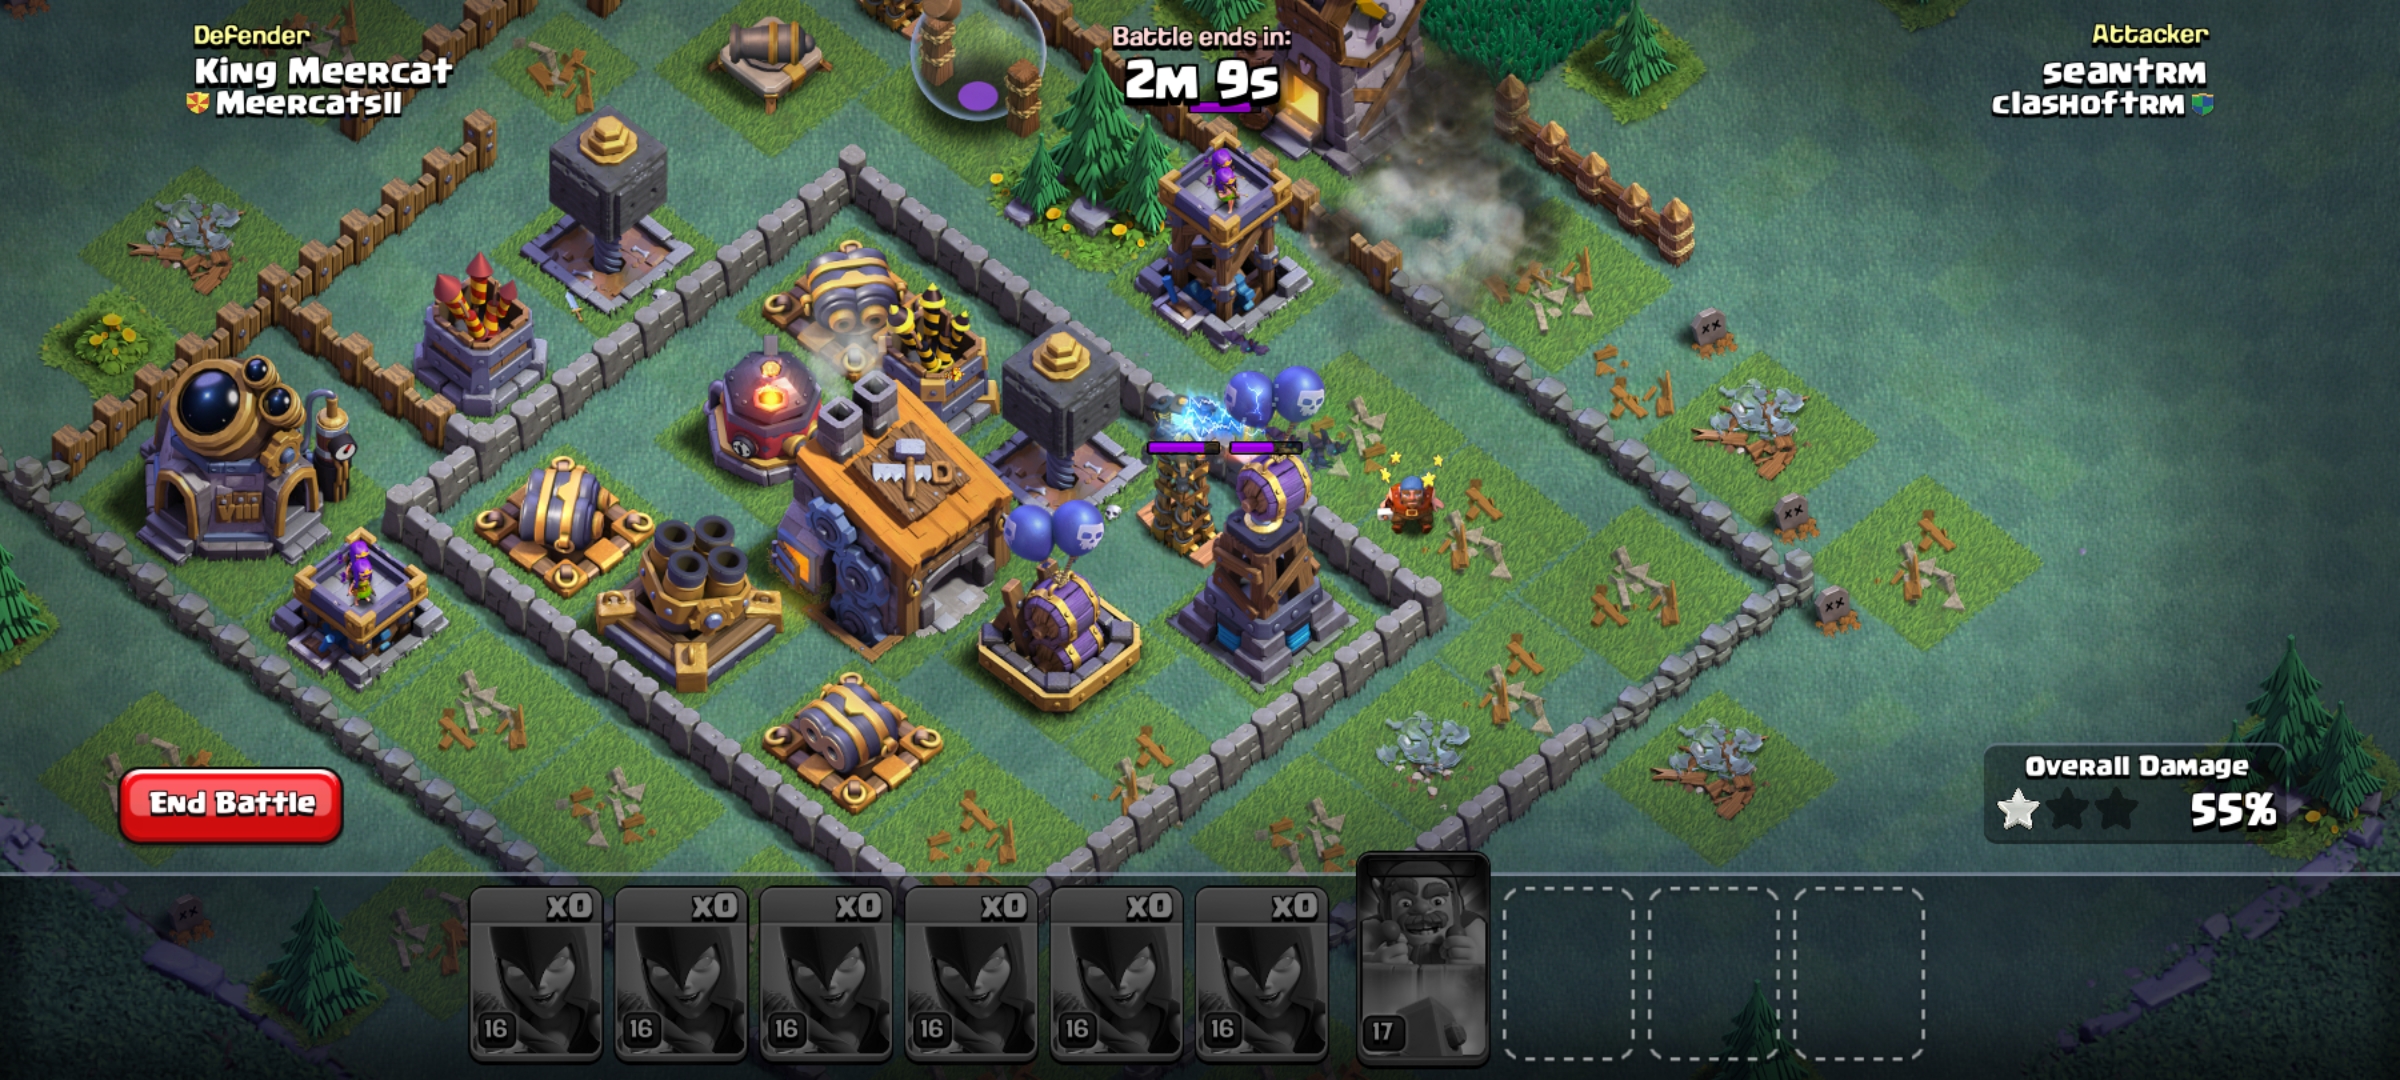 Defender
King Meercat
MeercatsII
Battle ends in:
2M 9s
Attacker
seantRM
clashoftRM
End Battle
Overall Damage
55%
x0 x0 x0 x0 x0 x0
16 16 16 16 16 16 17